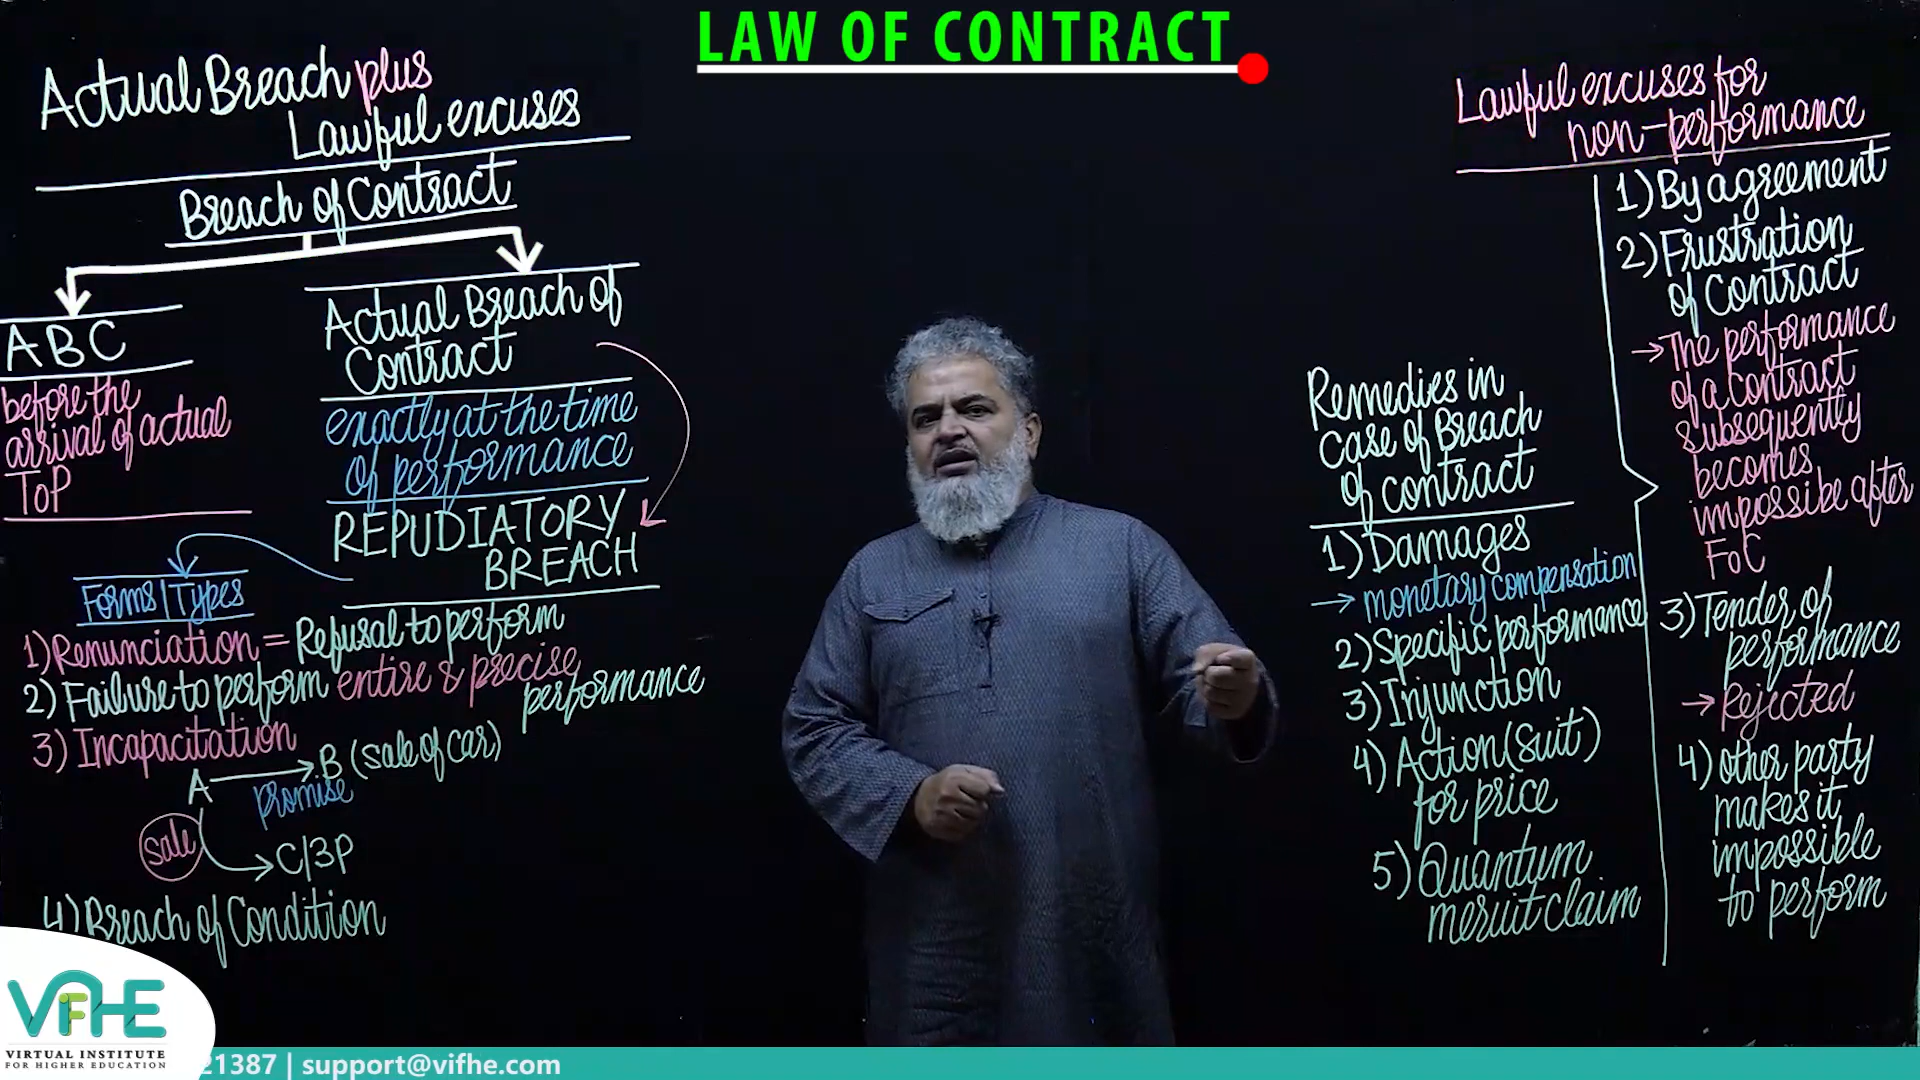 LAW OF CONTRACT
Actual Breach plus
Lawful excuses
Breach of Contract
A B C
before the
arrival of actual
ToP
Actual Breach of
Contract
exactly at the time
of performance
REPUDIATORY
BREACH
Forms | Types
1) Renunciation = Refusal to perform
2) Failure to perform entire & precise
performance
3) Incapacitation
A → B (sale of car)
promise
sale
C/3P
4) Breach of Condition
Remedies in
case of Breach
of contract
1) Damages
→ monetary compensation
2) Specific performance
3) Injunction
4) Action (suit)
for price
5) Quantum
meruit claim
Lawful excuses for
non-performance
1) By agreement
2) Frustration
of Contract
→ The performance
of a contract
subsequently
becomes
impossibe after
FoC
3) Tender of
performance
→ Rejected
4) other party
makes it
impossible
to perform
VIFHE
VIRTUAL INSTITUTE
FOR HIGHER EDUCATION
21387 | support@vifhe.com